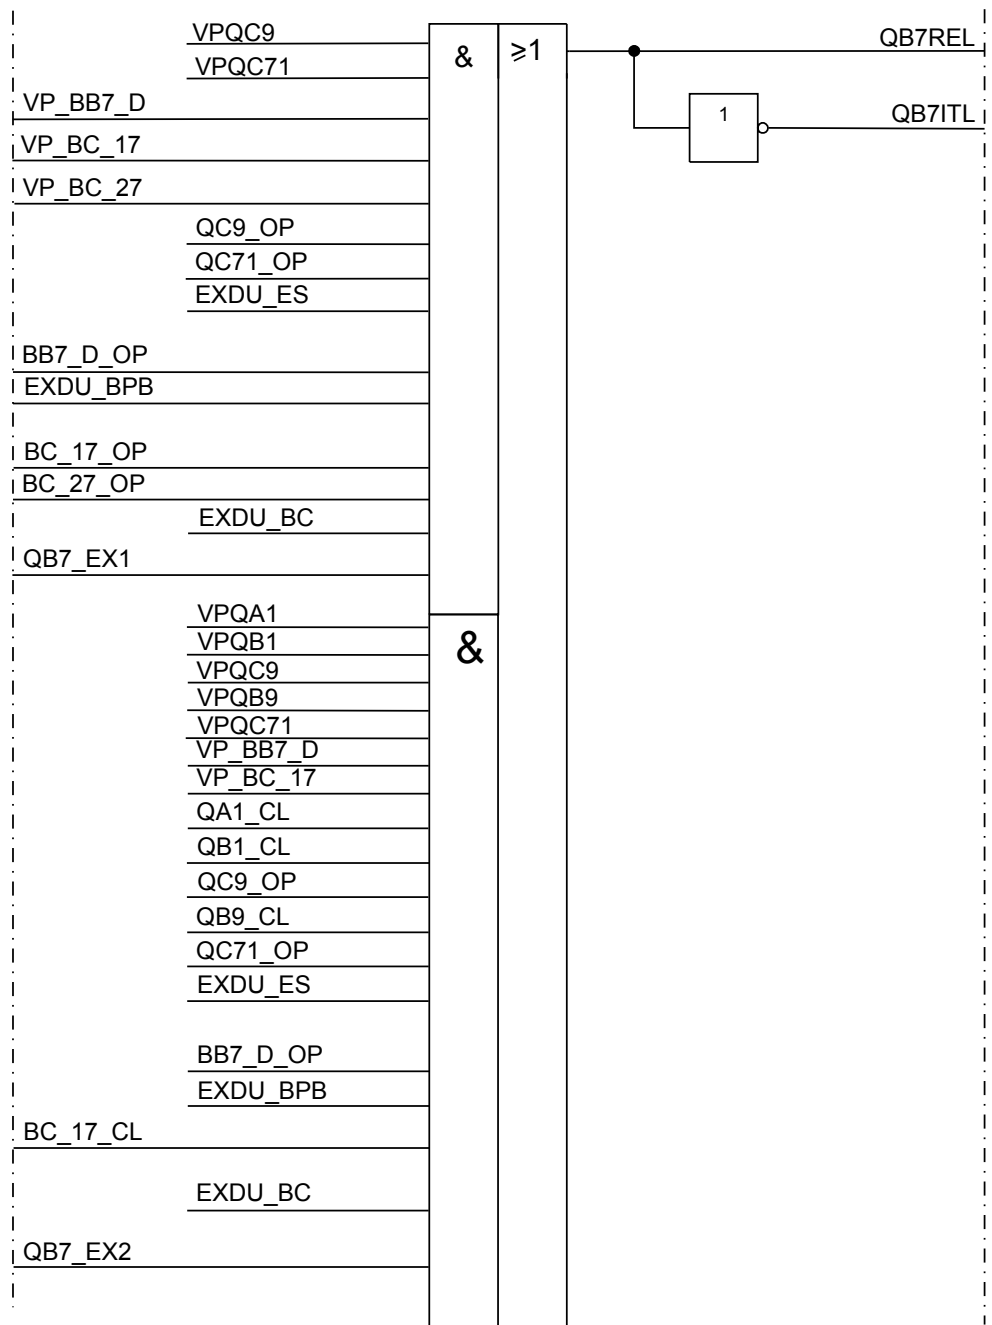 VPQC9
VPQC71
VP_BB7_D
VP_BC_17
VP_BC_27
QC9_OP
QC71_OP
EXDU_ES
BB7_D_OP
EXDU_BPB
BC_17_OP
BC_27_OP
EXDU_BC
QB7_EX1
&
≥1
QB7REL
1
QB7ITL
VPQA1
VPQB1
VPQC9
VPQB9
VPQC71
VP_BB7_D
VP_BC_17
QA1_CL
QB1_CL
QC9_OP
QB9_CL
QC71_OP
EXDU_ES
BB7_D_OP
EXDU_BPB
BC_17_CL
EXDU_BC
QB7_EX2
&